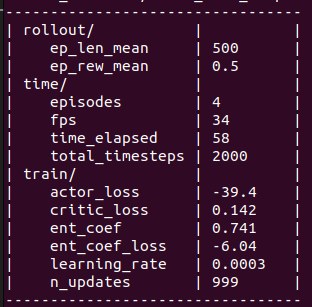 ---------------------------------
| rollout/           |          |
|    ep_len_mean     | 500      |
|    ep_rew_mean     | 0.5      |
| time/              |          |
|    episodes        | 4        |
|    fps             | 34       |
|    time_elapsed    | 58       |
|    total_timesteps | 2000     |
| train/             |          |
|    actor_loss      | -39.4    |
|    critic_loss     | 0.142    |
|    ent_coef        | 0.741    |
|    ent_coef_loss   | -6.04    |
|    learning_rate   | 0.0003   |
|    n_updates       | 999      |
---------------------------------